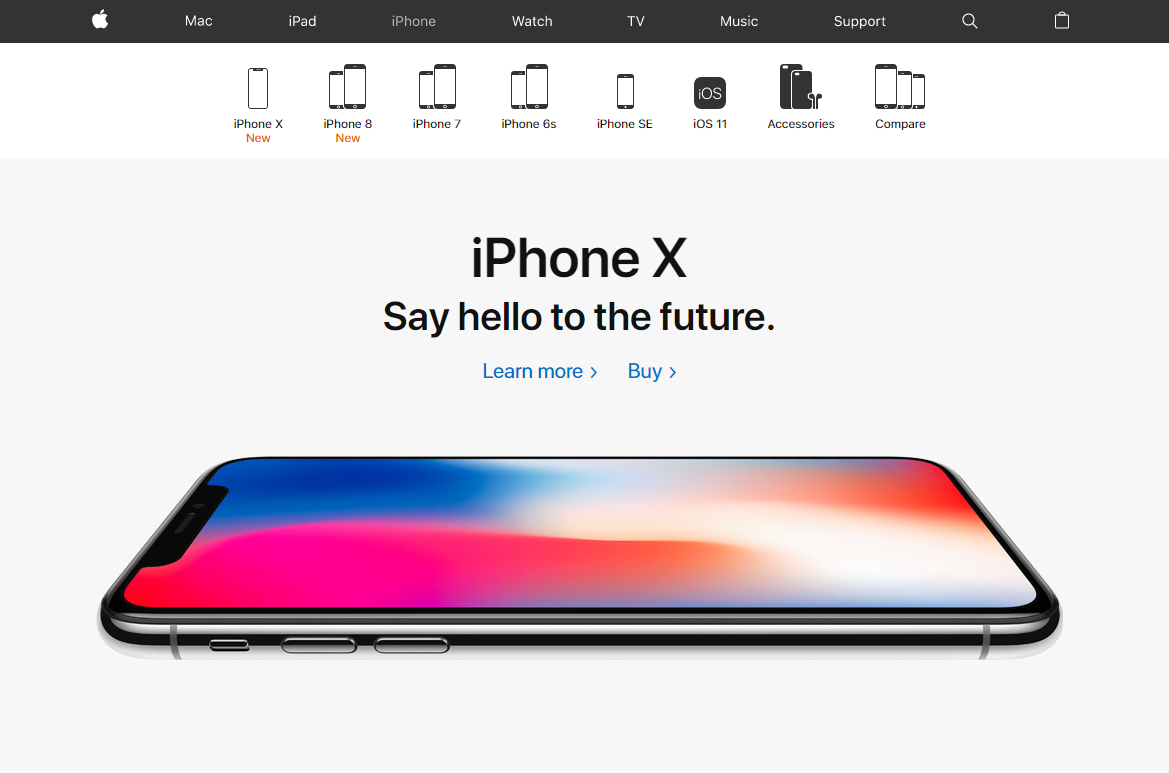 Mac iPad iPhone Watch TV Music Support
iOS
iPhone X iPhone 8 iPhone 7 iPhone 6s iPhone SE iOS 11 Accessories Compare
New New
iPhone X
Say hello to the future.
Learn more > Buy >